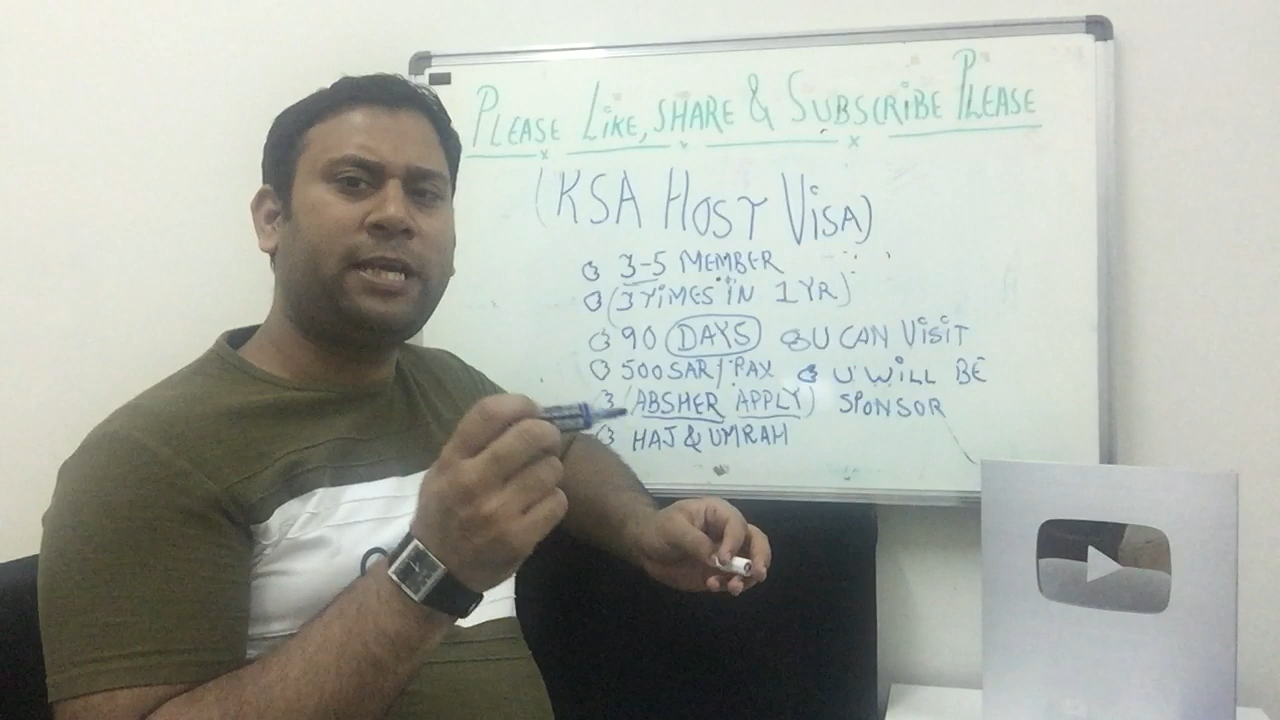 PLEASE LIKE, SHARE & SUBSCRIBE PLEASE
(KSA HOST VISA)
3-5 MEMBER
(3 TIMES IN 1 YR)
90 DAYS U CAN VISIT
500 SAR / PAX U WILL BE
(ABSHER APPLY) SPONSOR
HAJ & UMRAH